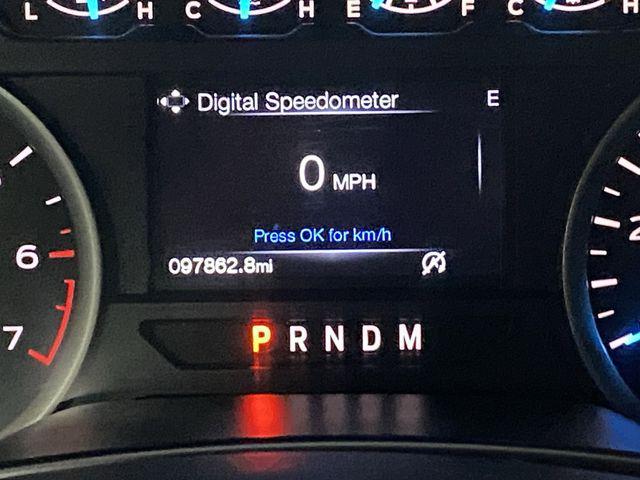 L H C H E F C H
Digital Speedometer E
0 MPH
Press OK for km/h
097862.8mi
6
7
P R N D M